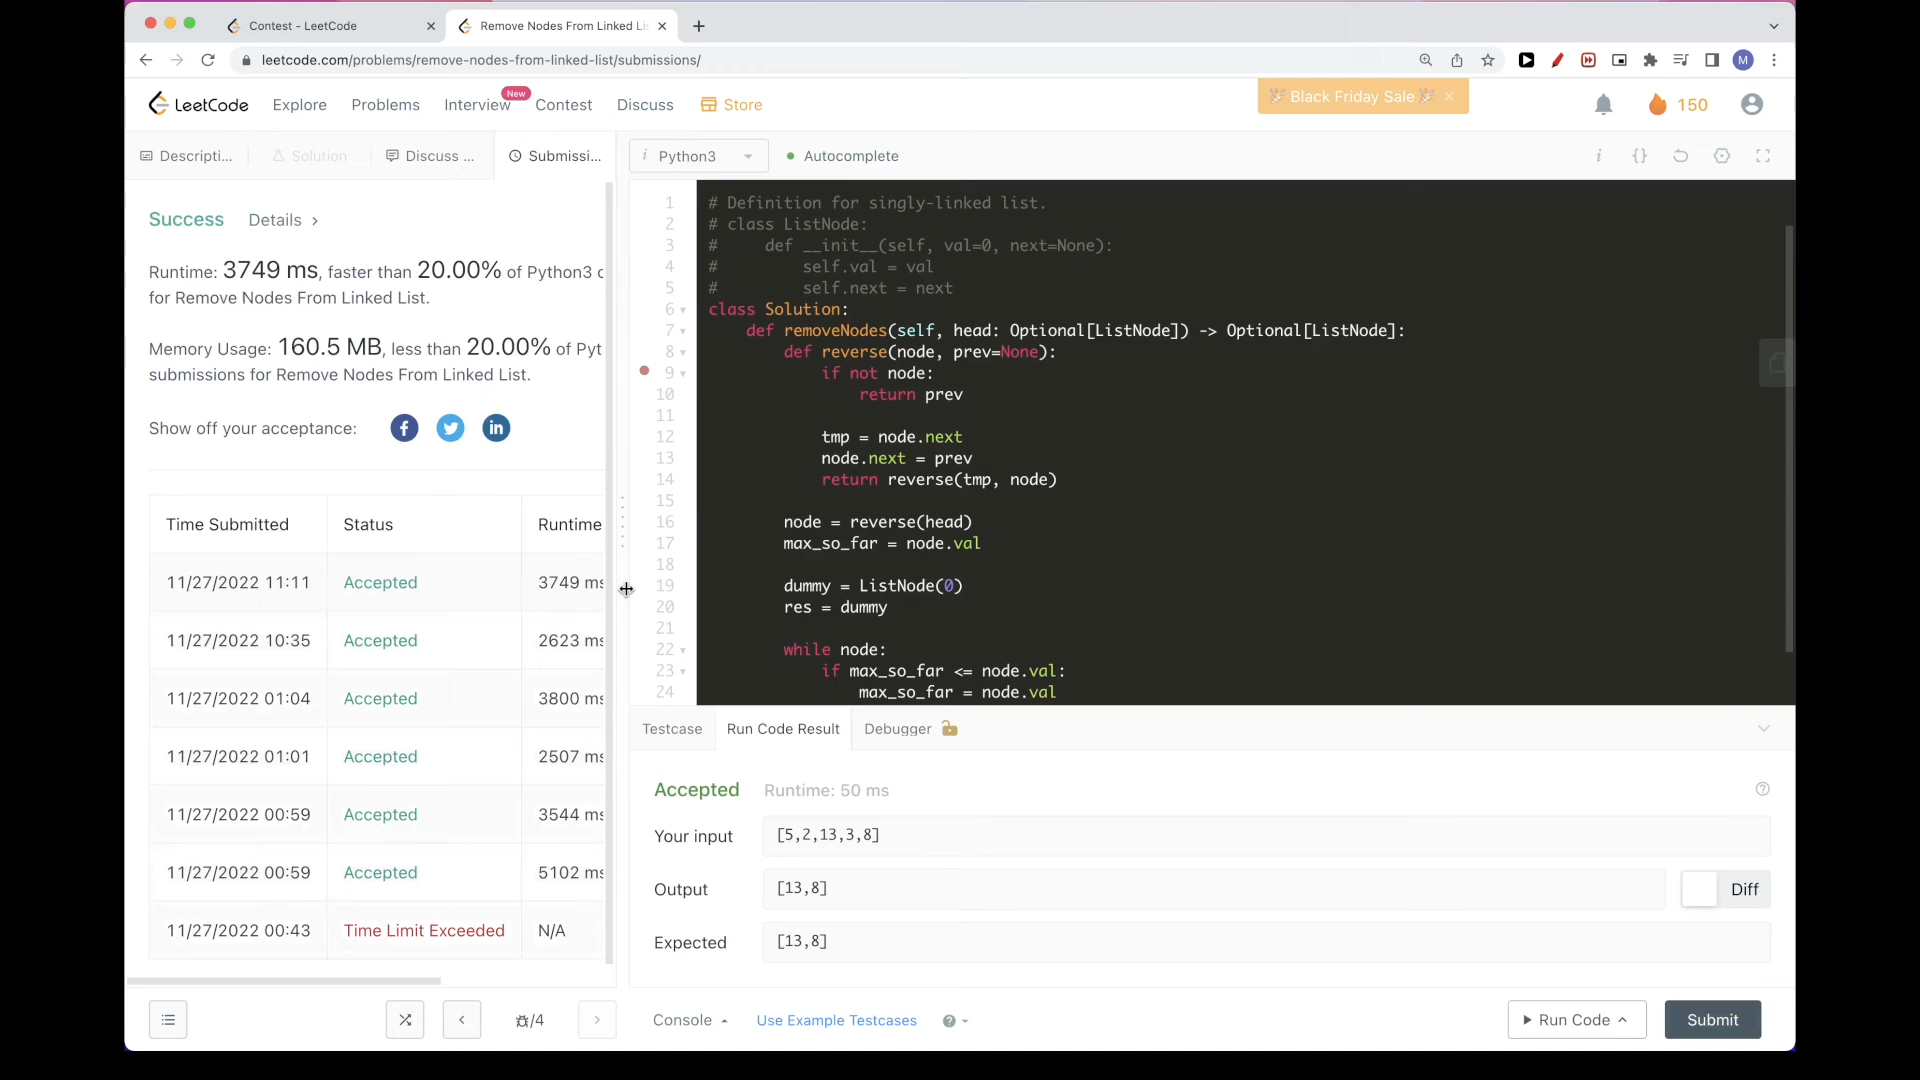 Contest - LeetCode
Remove Nodes From Linked Li
leetcode.com/problems/remove-nodes-from-linked-list/submissions/
M
LeetCode
Explore
Problems
Interview
New
Contest
Discuss
Store
Black Friday Sale
150
Descripti...
Solution
Discuss ...
Submissi...
i Python3
Autocomplete
i {}
Success
Details >
Runtime: 3749 ms, faster than 20.00% of Python3
for Remove Nodes From Linked List.
Memory Usage: 160.5 MB, less than 20.00% of Pyt
submissions for Remove Nodes From Linked List.
Show off your acceptance:
Time Submitted Status Runtime
11/27/2022 11:11 Accepted 3749 ms
11/27/2022 10:35 Accepted 2623 ms
11/27/2022 01:04 Accepted 3800 ms
11/27/2022 01:01 Accepted 2507 ms
11/27/2022 00:59 Accepted 3544 ms
11/27/2022 00:59 Accepted 5102 ms
11/27/2022 00:43 Time Limit Exceeded N/A
/4
1 # Definition for singly-linked list.
2 # class ListNode:
3 #     def __init__(self, val=0, next=None):
4 #         self.val = val
5 #         self.next = next
6 class Solution:
7     def removeNodes(self, head: Optional[ListNode]) -> Optional[ListNode]:
8         def reverse(node, prev=None):
9             if not node:
10                 return prev
11
12             tmp = node.next
13             node.next = prev
14             return reverse(tmp, node)
15
16         node = reverse(head)
17         max_so_far = node.val
18
19         dummy = ListNode(0)
20         res = dummy
21
22         while node:
23             if max_so_far <= node.val:
24                 max_so_far = node.val
Testcase
Run Code Result
Debugger
Accepted Runtime: 50 ms
Your input [5,2,13,3,8]
Output [13,8] Diff
Expected [13,8]
Console
Use Example Testcases
Run Code
Submit